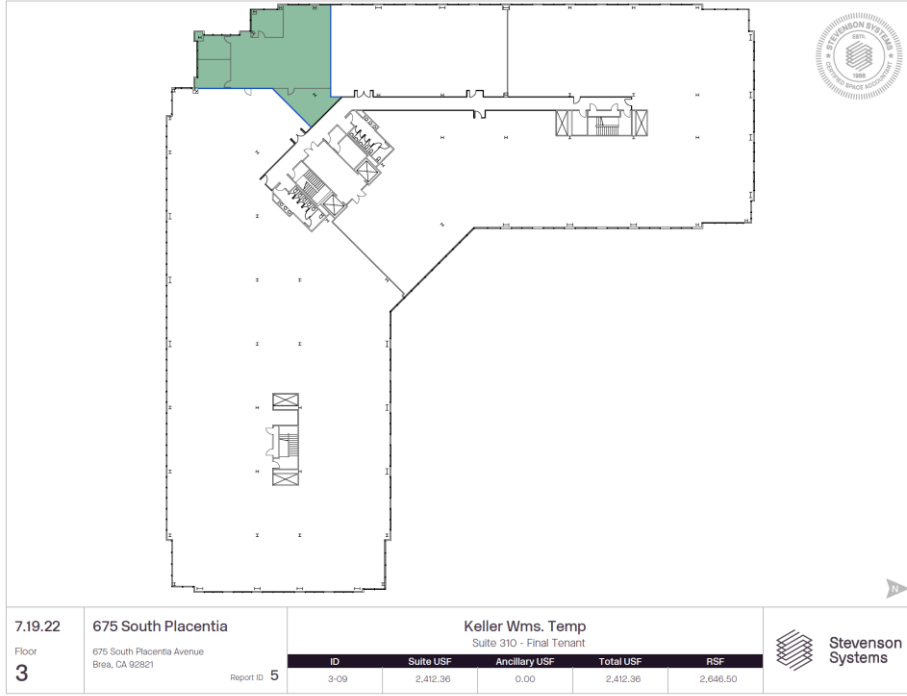 STEVENSON SYSTEMS
ESTD.
1986
CERTIFIED SPACE ACCOUNTANT
N
7.19.22
Floor
3
675 South Placentia
675 South Placentia Avenue
Brea, CA 92821
Report ID 5
Keller Wms. Temp
Suite 310 - Final Tenant
ID Suite USF Ancillary USF Total USF RSF
3-09 2,412.36 0.00 2,412.36 2,646.50
Stevenson
Systems